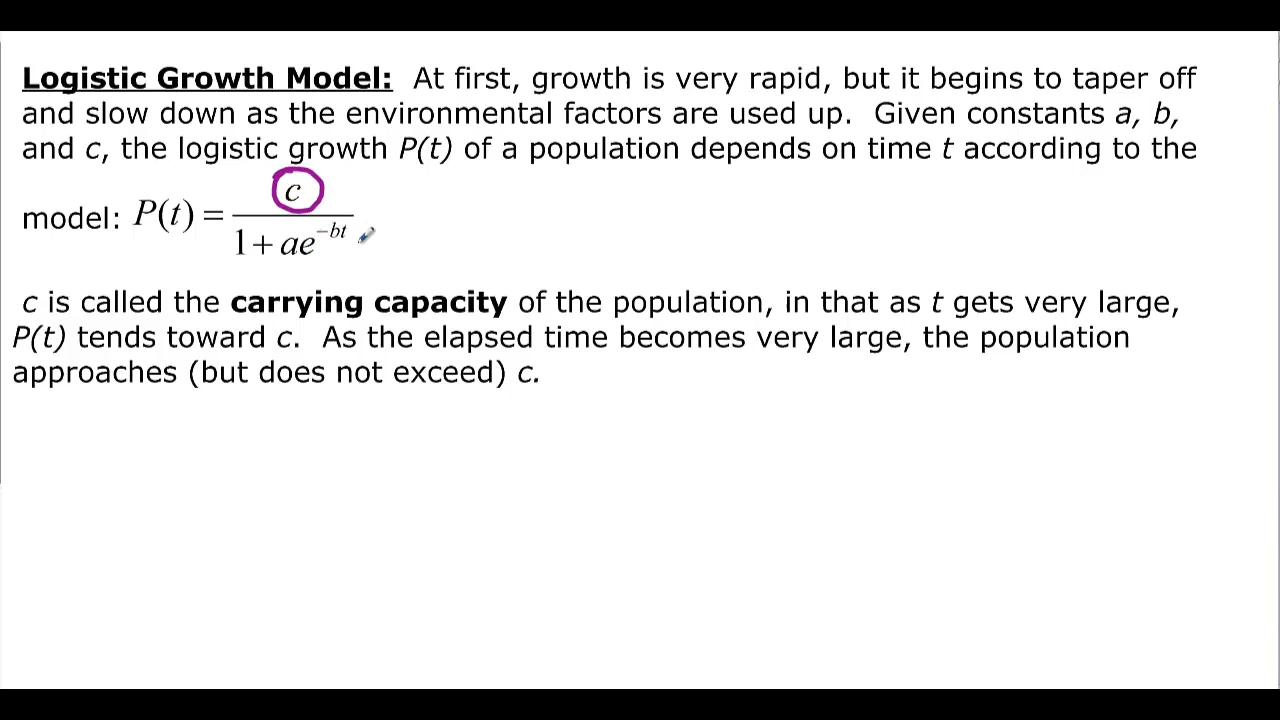 Logistic Growth Model: At first, growth is very rapid, but it begins to taper off
and slow down as the environmental factors are used up. Given constants a, b,
and c, the logistic growth P(t) of a population depends on time t according to the
model: P(t) = c / (1 + ae^(-bt))
c is called the carrying capacity of the population, in that as t gets very large,
P(t) tends toward c. As the elapsed time becomes very large, the population
approaches (but does not exceed) c.